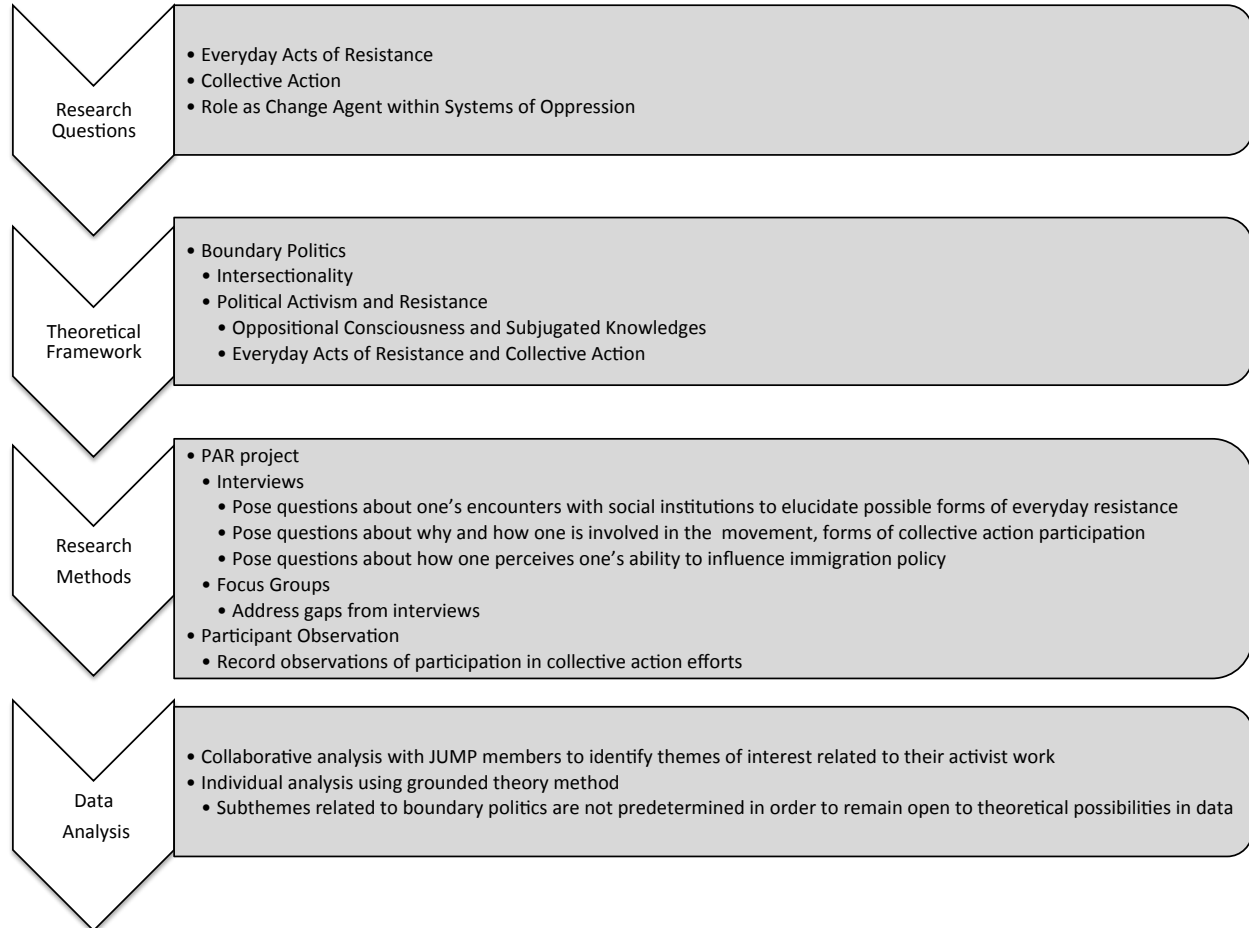 Research
Questions
• Everyday Acts of Resistance
• Collective Action
• Role as Change Agent within Systems of Oppression
Theoretical
Framework
• Boundary Politics
• Intersectionality
• Political Activism and Resistance
• Oppositional Consciousness and Subjugated Knowledges
• Everyday Acts of Resistance and Collective Action
Research
Methods
• PAR project
• Interviews
• Pose questions about one’s encounters with social institutions to elucidate possible forms of everyday resistance
• Pose questions about why and how one is involved in the movement, forms of collective action participation
• Pose questions about how one perceives one’s ability to influence immigration policy
• Focus Groups
• Address gaps from interviews
• Participant Observation
• Record observations of participation in collective action efforts
Data
Analysis
• Collaborative analysis with JUMP members to identify themes of interest related to their activist work
• Individual analysis using grounded theory method
• Subthemes related to boundary politics are not predetermined in order to remain open to theoretical possibilities in data